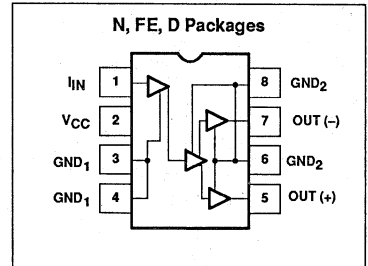 N, FE, D Packages
IIN 1 8 GND2
VCC 2 7 OUT (–)
GND1 3 6 GND2
GND1 4 5 OUT (+)